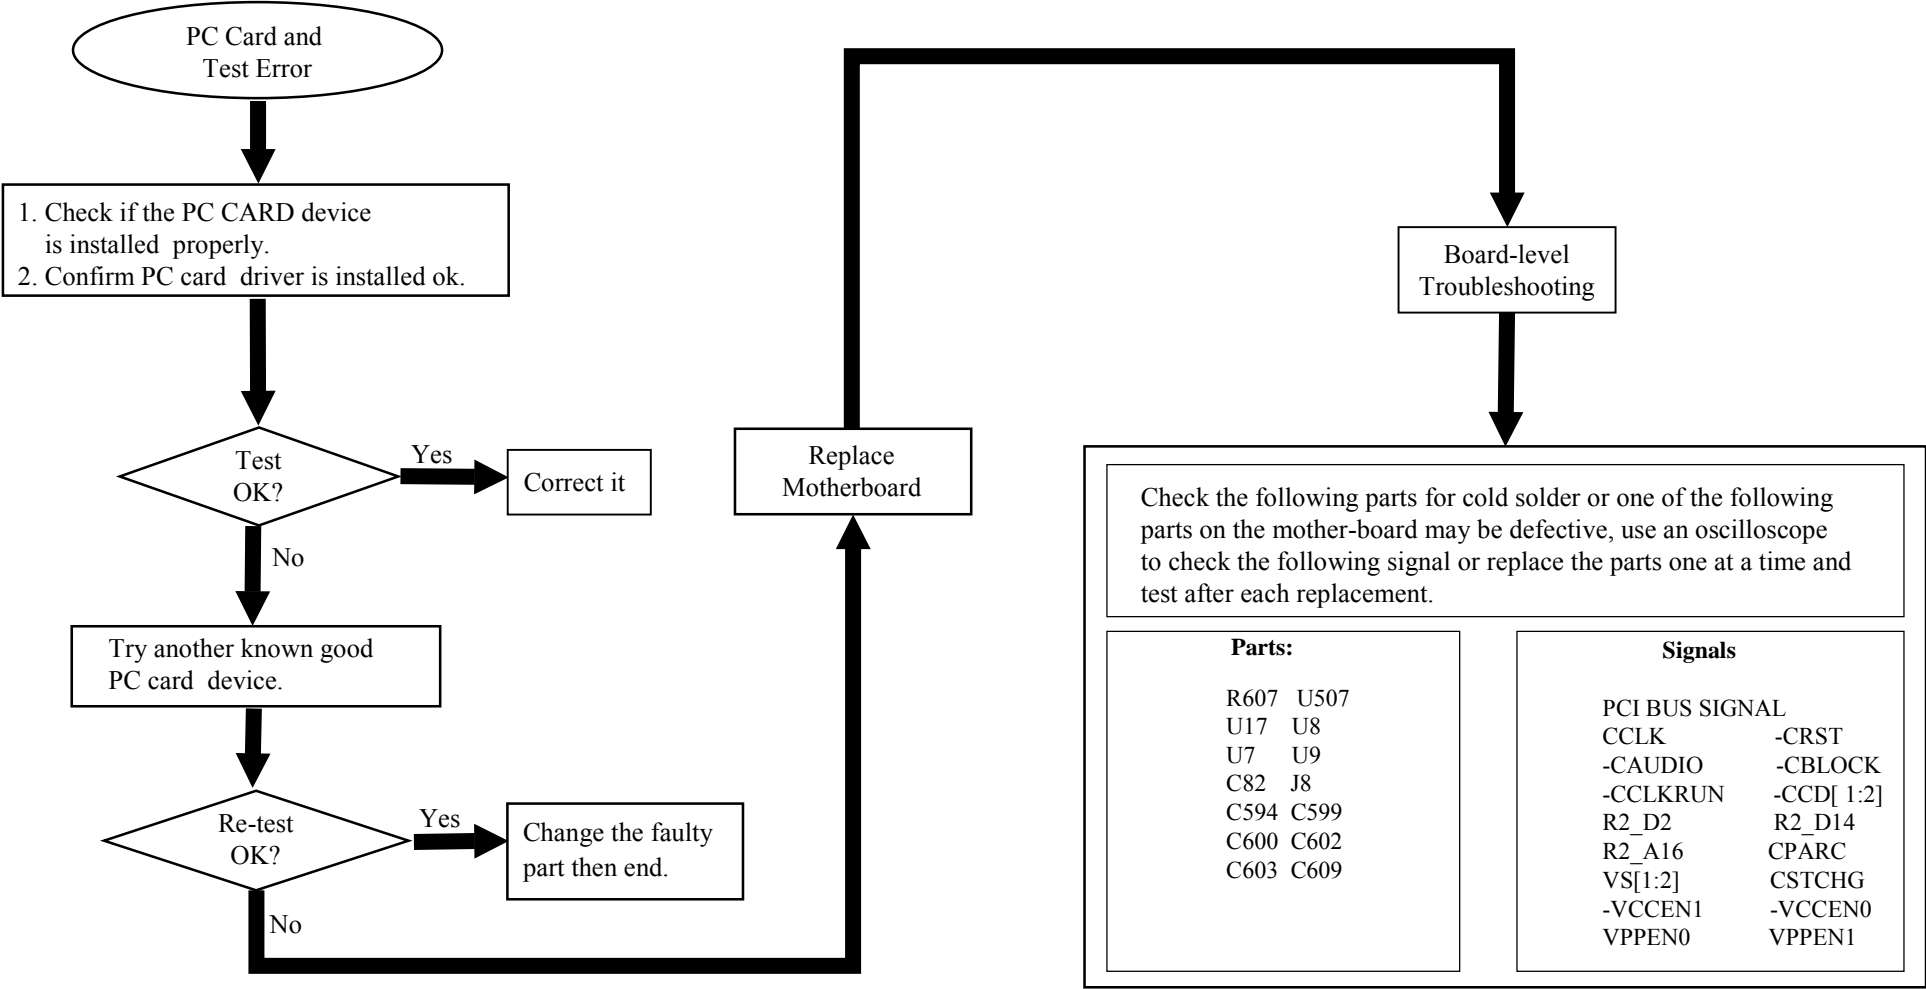 PC Card and
Test Error
1. Check if the PC CARD device
is installed properly.
2. Confirm PC card driver is installed ok.
Test
OK?
Yes
Correct it
No
Try another known good
PC card device.
Re-test
OK?
Yes
Change the faulty
part then end.
No
Replace
Motherboard
Board-level
Troubleshooting
Check the following parts for cold solder or one of the following
parts on the mother-board may be defective, use an oscilloscope
to check the following signal or replace the parts one at a time and
test after each replacement.
Parts:
R607 U507
U17 U8
U7 U9
C82 J8
C594 C599
C600 C602
C603 C609
Signals
PCI BUS SIGNAL
CCLK -CRST
-CAUDIO -CBLOCK
-CCLKRUN -CCD[ 1:2]
R2_D2 R2_D14
R2_A16 CPARC
VS[1:2] CSTCHG
-VCCEN1 -VCCEN0
VPPEN0 VPPEN1